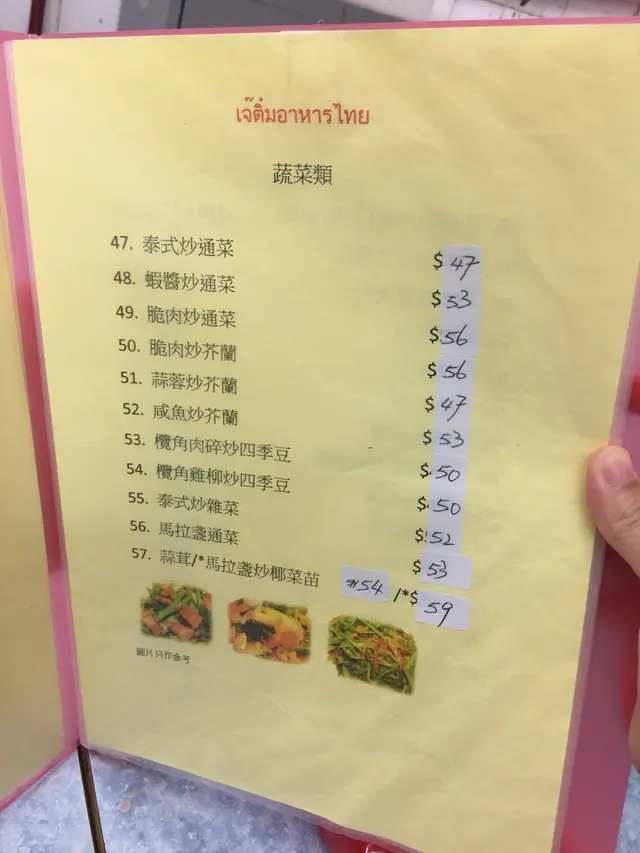 เจ๊ติ๋มอาหารไทย
蔬菜類
47. 泰式炒通菜 $ 47
48. 蝦醬炒通菜 $ 53
49. 脆肉炒通菜 $ 56
50. 脆肉炒芥蘭 $ 56
51. 蒜蓉炒芥蘭 $ 47
52. 咸魚炒芥蘭 $ 53
53. 欖角肉碎炒四季豆 $ 50
54. 欖角雞柳炒四季豆 $ 50
55. 泰式炒雜菜 $ 52
56. 馬拉盞通菜 $ 53
57. 蒜茸/*馬拉盞炒椰菜苗 $54 /*$ 59
圖片只作參考